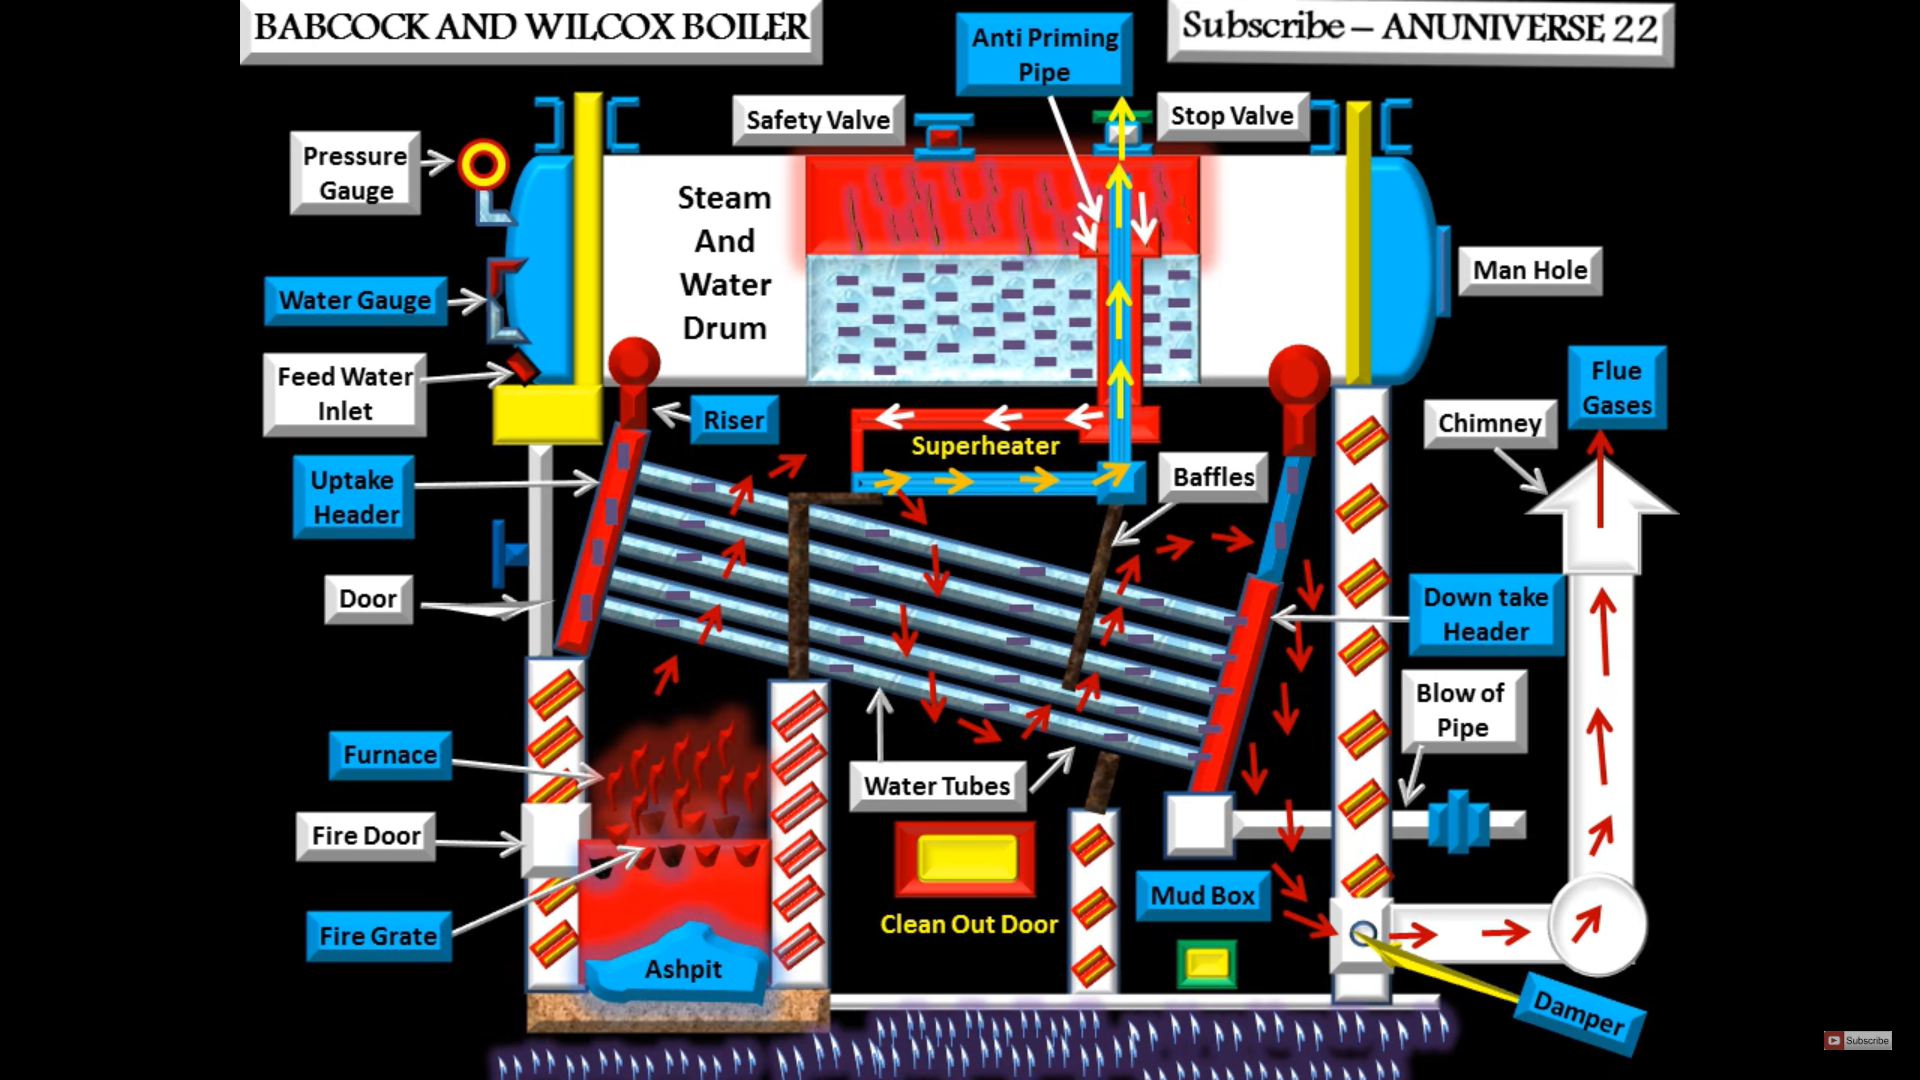 BABCOCK AND WILCOX BOILER
Subscribe – ANUNIVERSE 22
Anti Priming
Pipe
Safety Valve
Stop Valve
Pressure
Gauge
Steam
And
Water
Drum
Man Hole
Water Gauge
Feed Water
Inlet
Flue
Gases
Riser
Chimney
Superheater
Baffles
Uptake
Header
Door
Down take
Header
Blow of
Pipe
Furnace
Water Tubes
Fire Door
Mud Box
Fire Grate
Clean Out Door
Ashpit
Damper
Subscribe